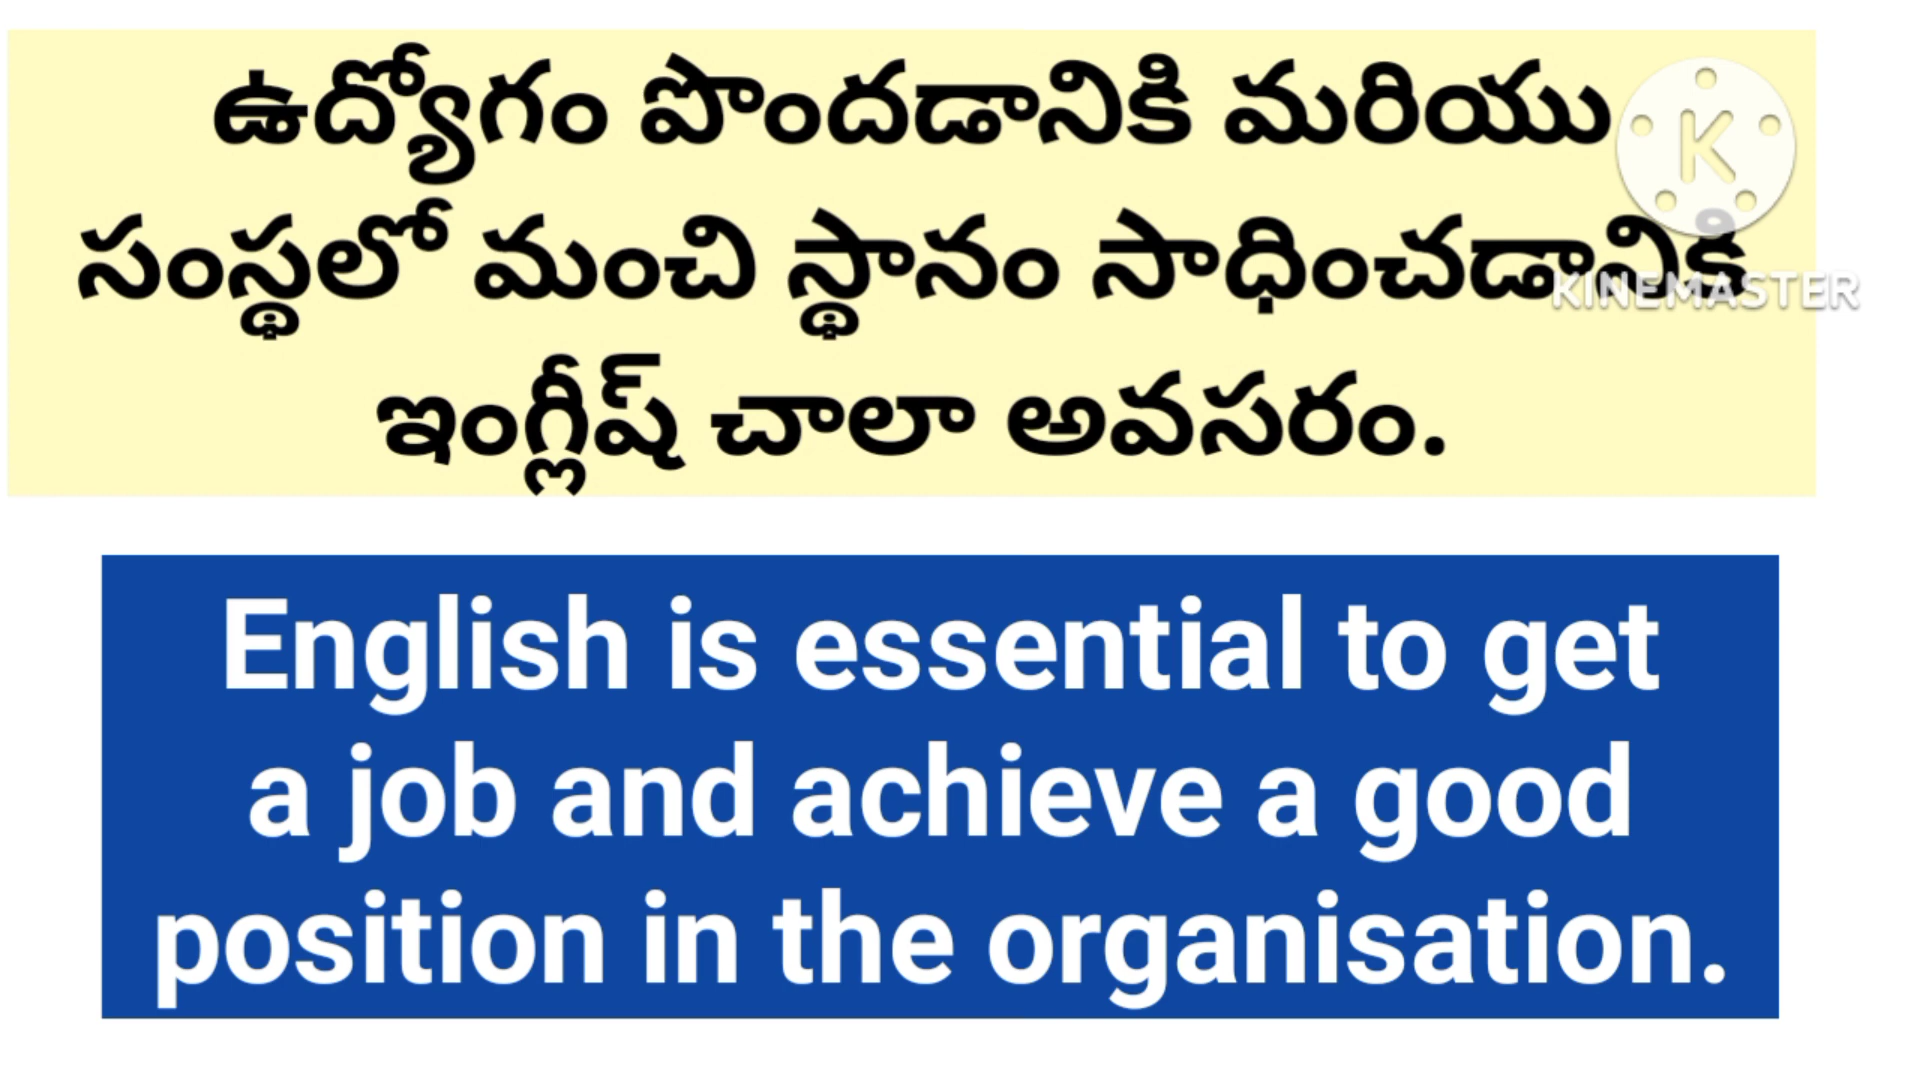 ఉద్యోగం పొందడానికి మరియు
సంస్థలో మంచి స్థానం సాధించడానికి
ఇంగ్లీష్ చాలా అవసరం.
K
KINEMASTER
English is essential to get
a job and achieve a good
position in the organisation.